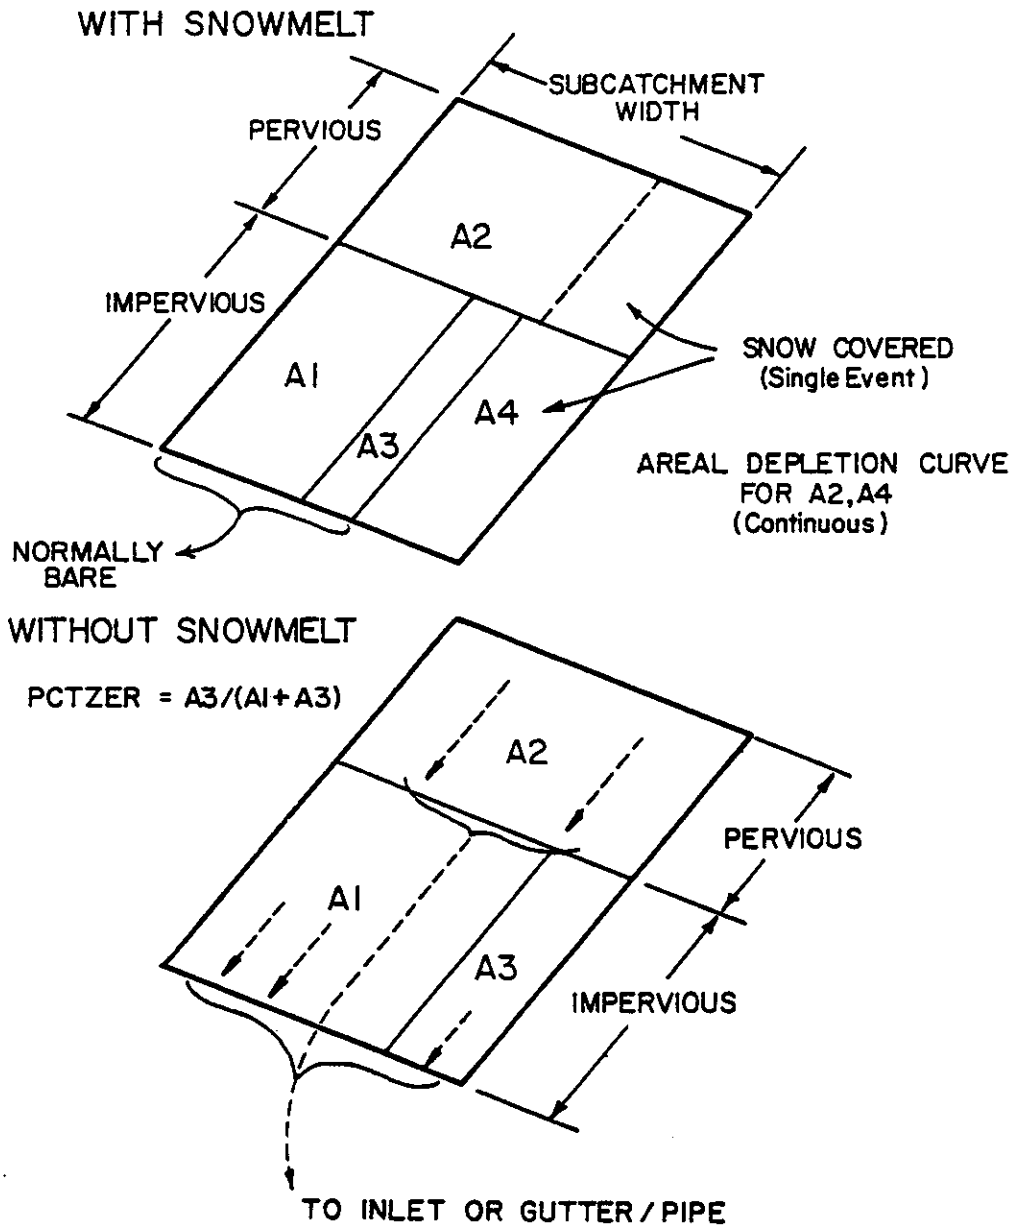 WITH SNOWMELT
SUBCATCHMENT
WIDTH
PERVIOUS
A2
IMPERVIOUS
A1
SNOW COVERED
(Single Event)
A4
A3
AREAL DEPLETION CURVE
FOR A2,A4
(Continuous)
NORMALLY
BARE
WITHOUT SNOWMELT
PCTZER = A3/(A1+A3)
A2
PERVIOUS
A1
A3
IMPERVIOUS
TO INLET OR GUTTER/PIPE